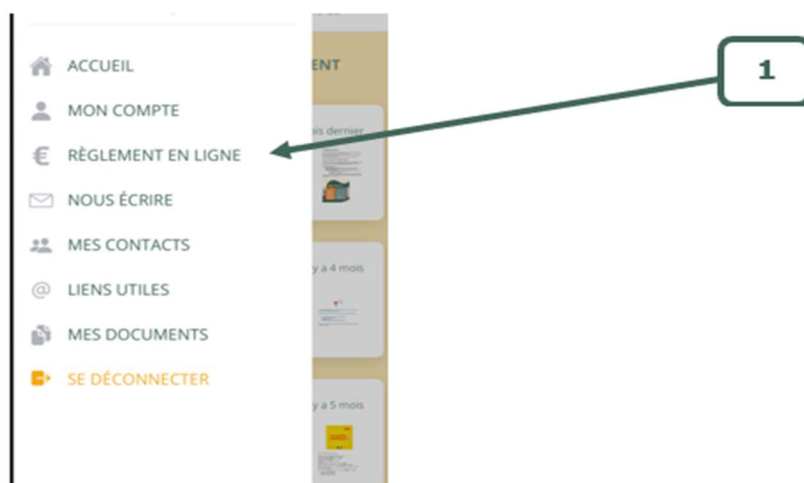 ENT
1
ACCUEIL
MON COMPTE
ois dernier
€ RÈGLEMENT EN LIGNE
NOUS ÉCRIRE
MES CONTACTS
y a 4 mois
@ LIENS UTILES
MES DOCUMENTS
SE DÉCONNECTER
y a 5 mois